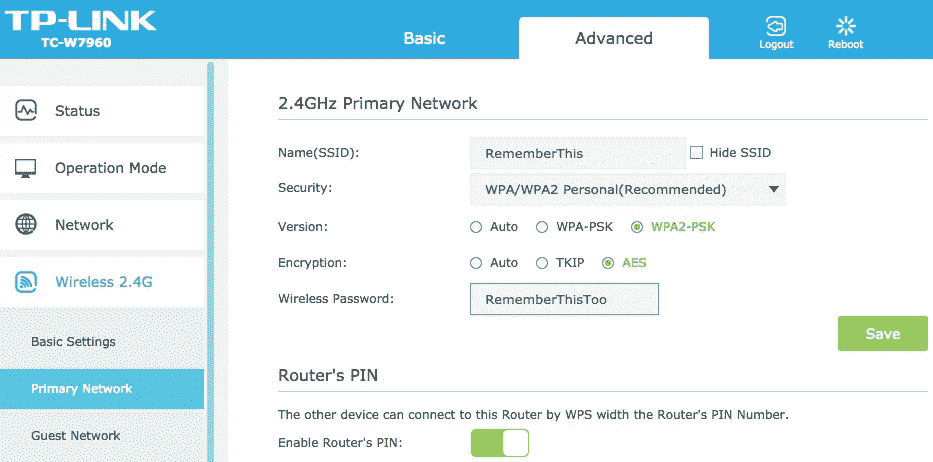 TP-LINK
TC-W7960
Basic
Advanced
Logout
Reboot
Status
Operation Mode
Network
Wireless 2.4G
Basic Settings
Primary Network
Guest Network
2.4GHz Primary Network
Name(SSID): RememberThis Hide SSID
Security: WPA/WPA2 Personal(Recommended)
Version: Auto WPA-PSK WPA2-PSK
Encryption: Auto TKIP AES
Wireless Password: RememberThisToo
Save
Router's PIN
The other device can connect to this Router by WPS width the Router's PIN Number.
Enable Router's PIN: